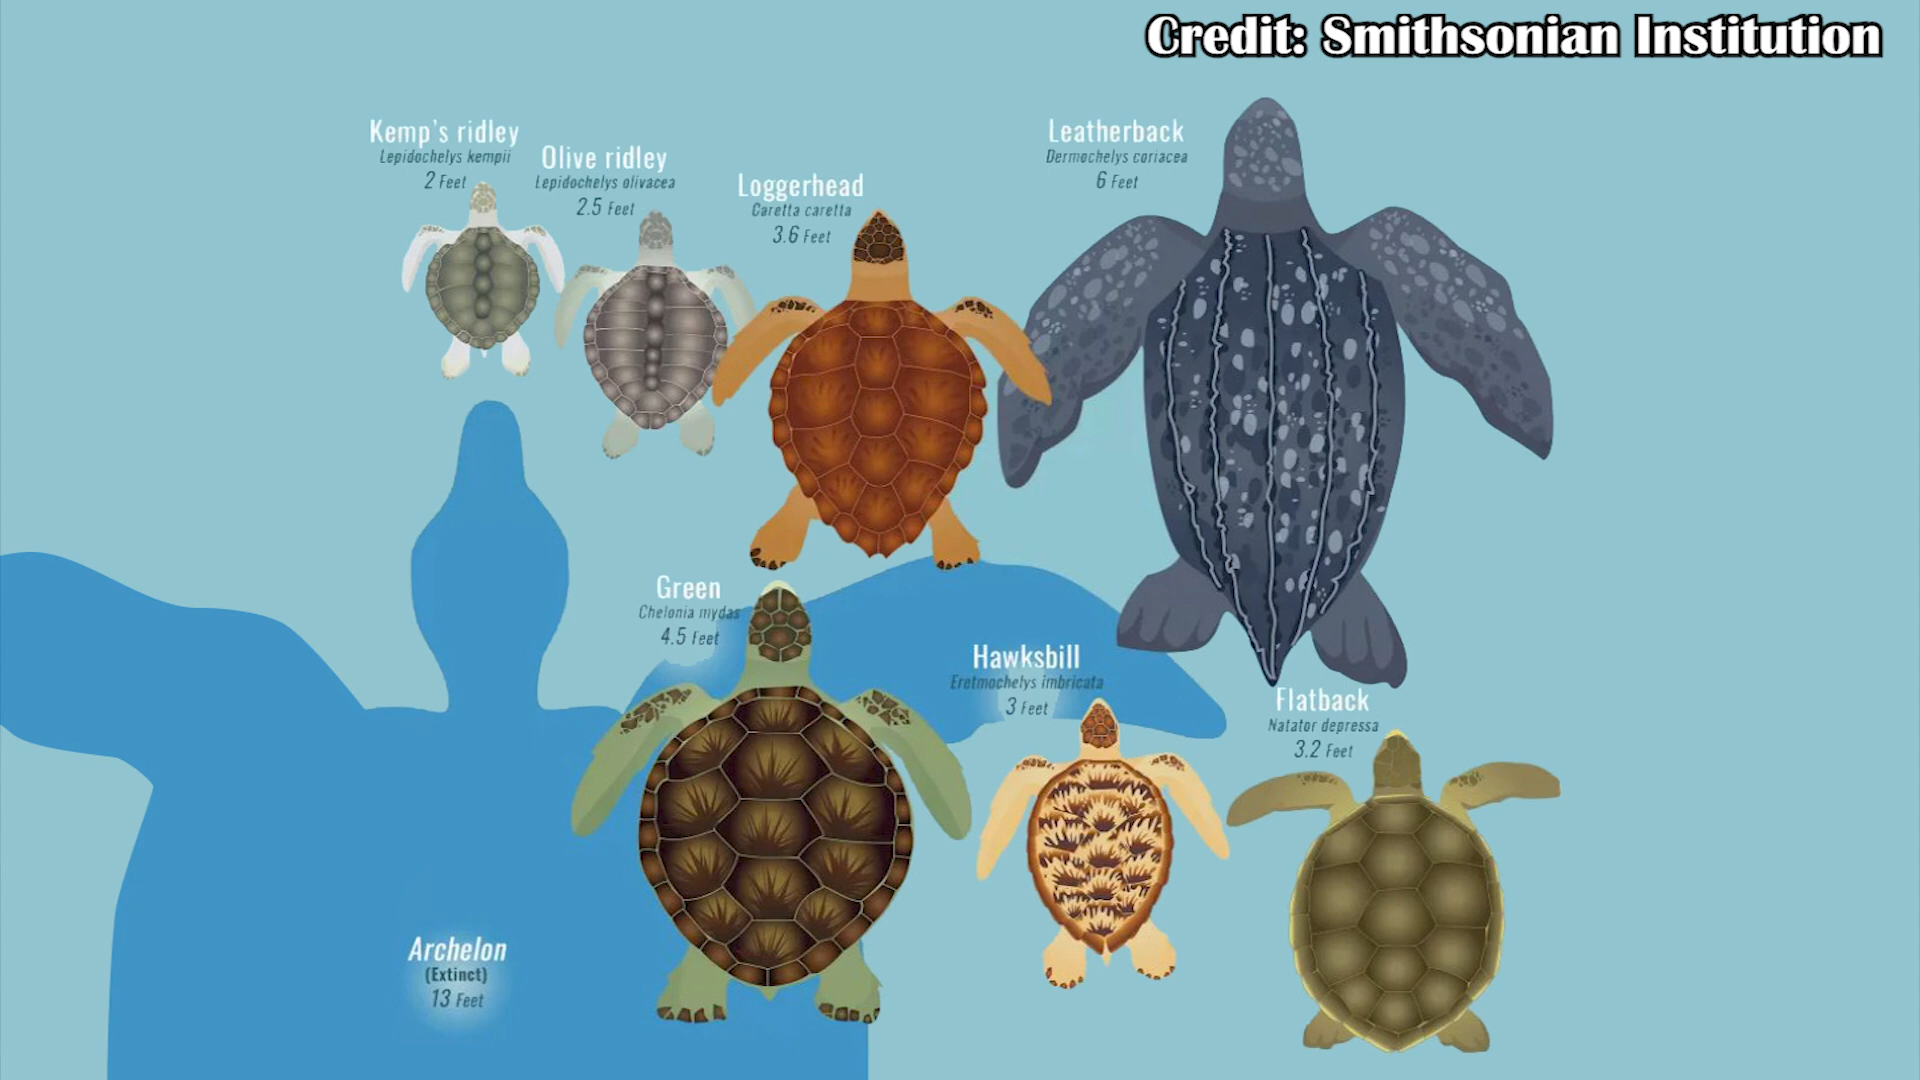 Credit: Smithsonian Institution
Kemp's ridley
Lepidochelys kempii
2 Feet
Olive ridley
Lepidochelys olivacea
2.5 Feet
Loggerhead
Caretta caretta
3.6 Feet
Leatherback
Dermochelys coriacea
6 Feet
Green
Chelonia mydas
4.5 Feet
Hawksbill
Eretmochelys imbricata
3 Feet
Flatback
Natator depressa
3.2 Feet
Archelon
(Extinct)
13 Feet